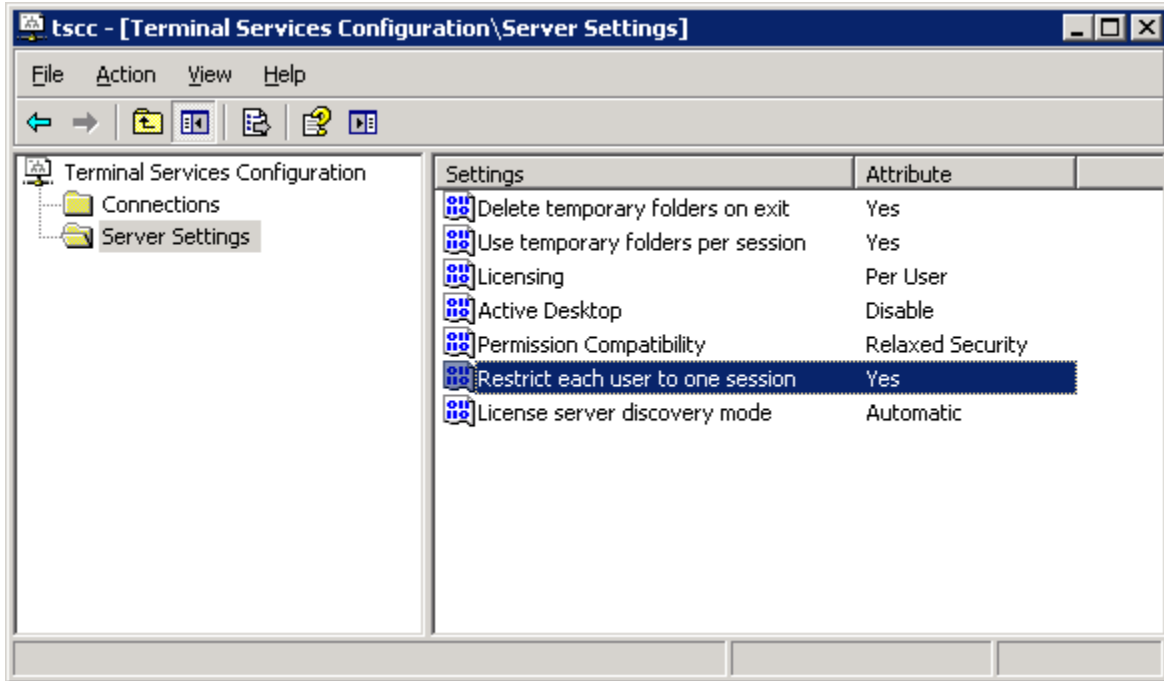 tscc - [Terminal Services Configuration\Server Settings]
File Action View Help
Terminal Services Configuration
Connections
Server Settings
Settings Attribute
Delete temporary folders on exit Yes
Use temporary folders per session Yes
Licensing Per User
Active Desktop Disable
Permission Compatibility Relaxed Security
Restrict each user to one session Yes
License server discovery mode Automatic